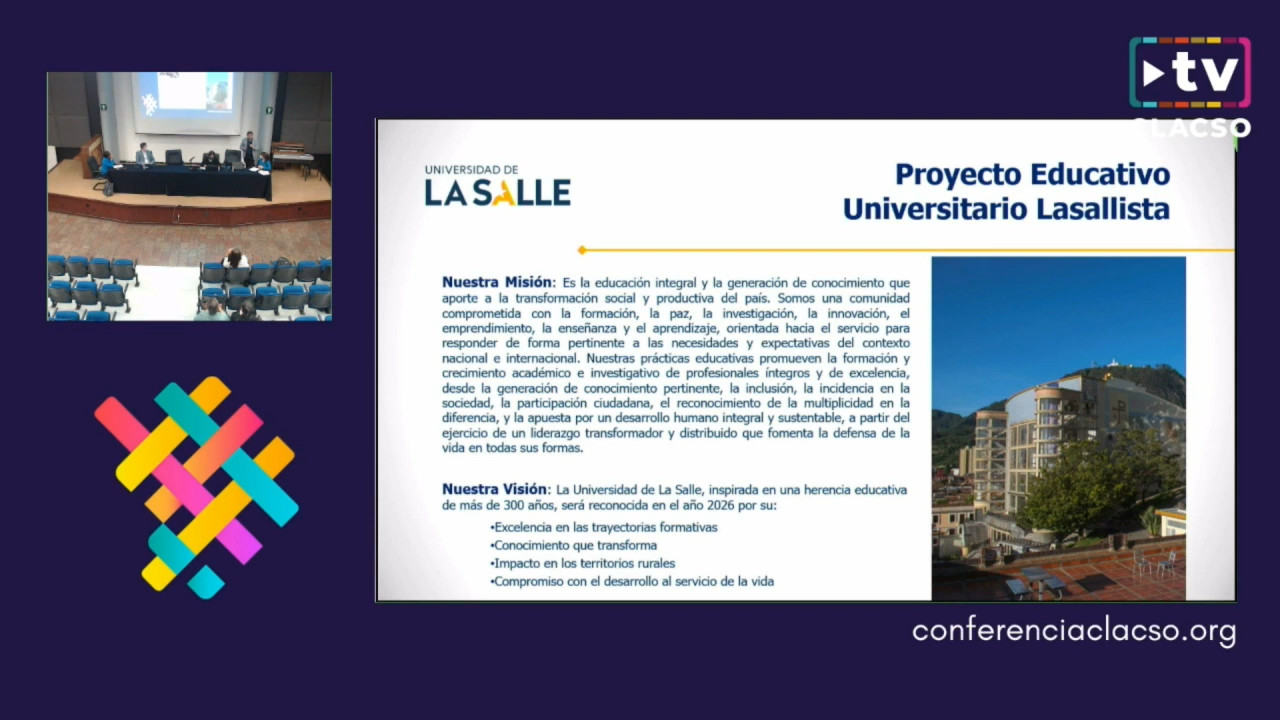 tv
CLACSO
UNIVERSIDAD DE
LA SALLE
Proyecto Educativo
Universitario Lasallista
Nuestra Misión: Es la educación integral y la generación de conocimiento que
aporte a la transformación social y productiva del país. Somos una comunidad
comprometida con la formación, la paz, la investigación, la innovación, el
emprendimiento, la enseñanza y el aprendizaje, orientada hacia el servicio para
responder de forma pertinente a las necesidades y expectativas del contexto
nacional e internacional. Nuestras prácticas educativas promueven la formación y
crecimiento académico e investigativo de profesionales íntegros y de excelencia,
desde la generación de conocimiento pertinente, la inclusión, la incidencia en la
sociedad, la participación ciudadana, el reconocimiento de la multiplicidad en la
diferencia, y la apuesta por un desarrollo humano integral y sustentable, a partir del
ejercicio de un liderazgo transformador y distribuido que fomenta la defensa de la
vida en todas sus formas.
Nuestra Visión: La Universidad de La Salle, inspirada en una herencia educativa
de más de 300 años, será reconocida en el año 2026 por su:
•Excelencia en las trayectorias formativas
•Conocimiento que transforma
•Impacto en los territorios rurales
•Compromiso con el desarrollo al servicio de la vida
conferenciaclacso.org